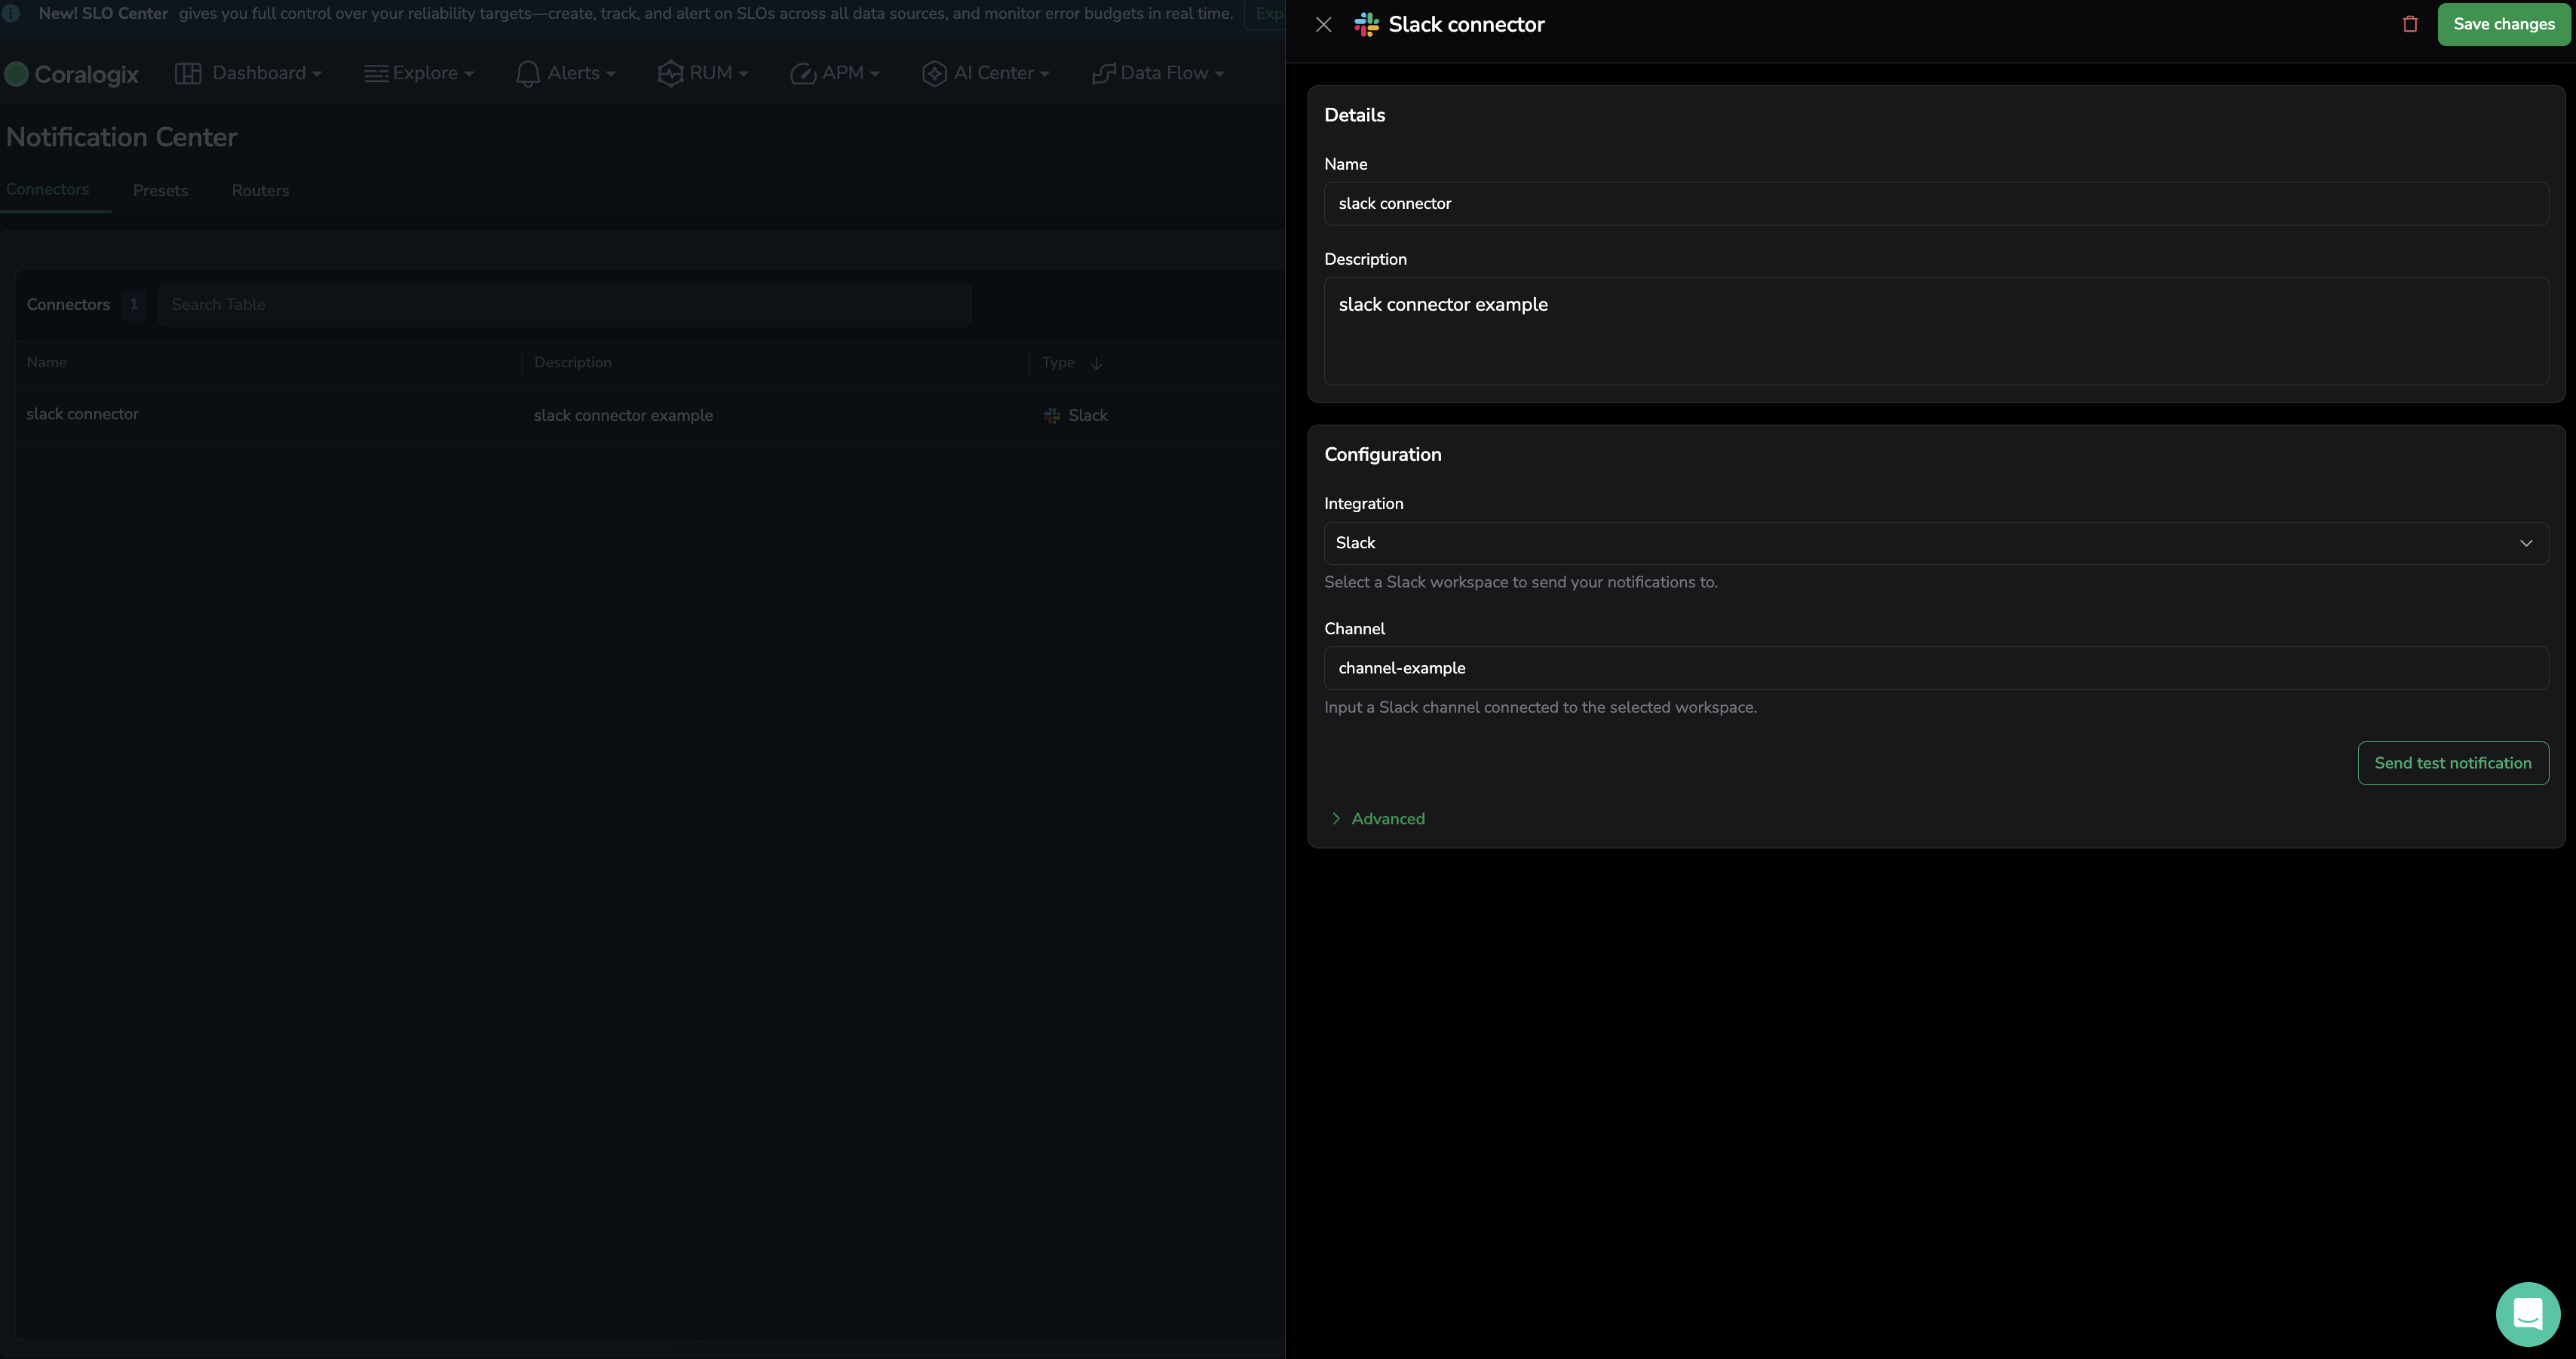 New! SLO Center gives you full control over your reliability targets—create, track, and alert on SLOs across all data sources, and monitor error budgets in real time. Exp
Coralogix Dashboard Explore Alerts RUM APM AI Center Data Flow
Notification Center
Connectors Presets Routers
Connectors 1 Search Table
Name Description Type
slack connector slack connector example Slack
Slack connector
Save changes
Details
Name
slack connector
Description
slack connector example
Configuration
Integration
Slack
Select a Slack workspace to send your notifications to.
Channel
channel-example
Input a Slack channel connected to the selected workspace.
Send test notification
Advanced